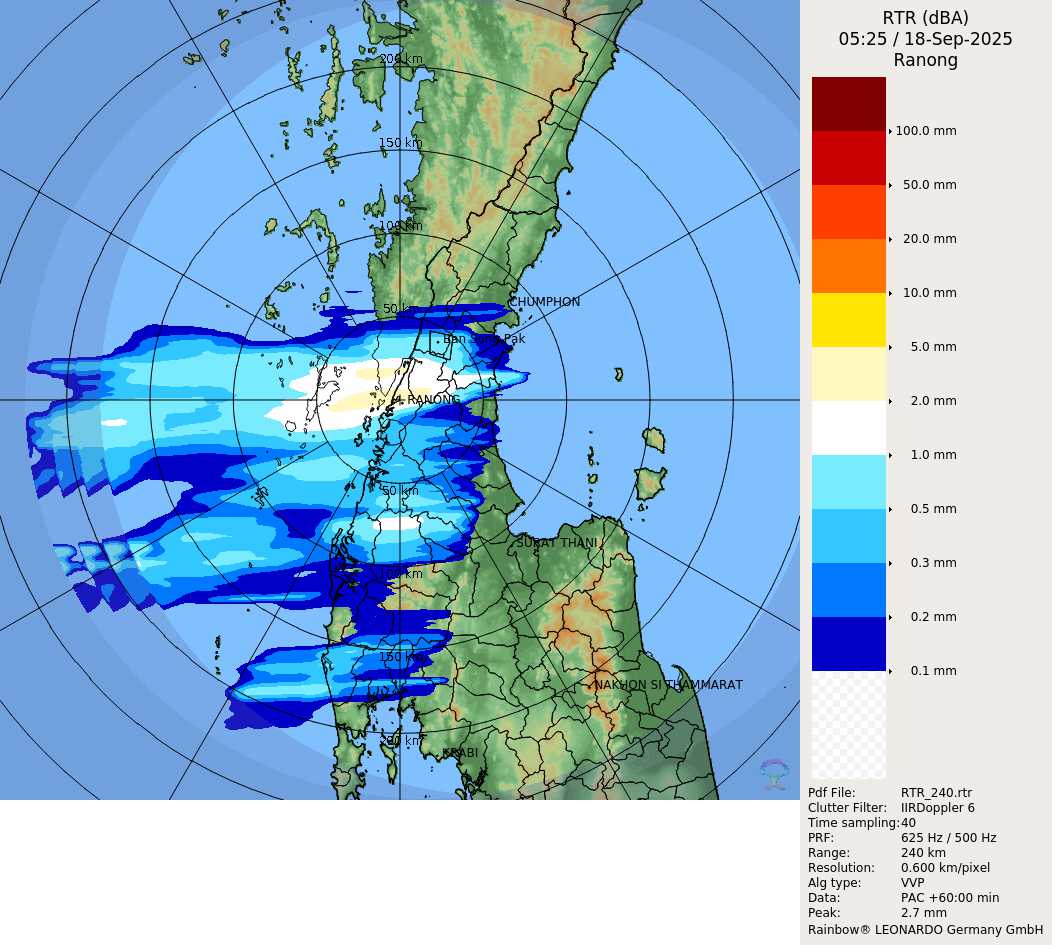 RTR (dBA)
05:25 / 18-Sep-2025
Ranong
200 km
150 km
100 km
50 km
CHUMPHON
RANONG
50 km
SURAT THANI
150 km
NAKHON SI THAMMARAT
200 km
KRABI
100.0 mm
50.0 mm
20.0 mm
10.0 mm
5.0 mm
2.0 mm
1.0 mm
0.5 mm
0.3 mm
0.2 mm
0.1 mm
Pdf File: RTR_240.rtr
Clutter Filter: IIRDoppler 6
Time sampling:40
PRF: 625 Hz / 500 Hz
Range: 240 km
Resolution: 0.600 km/pixel
Alg type: VVP
Data: PAC +60:00 min
Peak: 2.7 mm
Rainbow® LEONARDO Germany GmbH